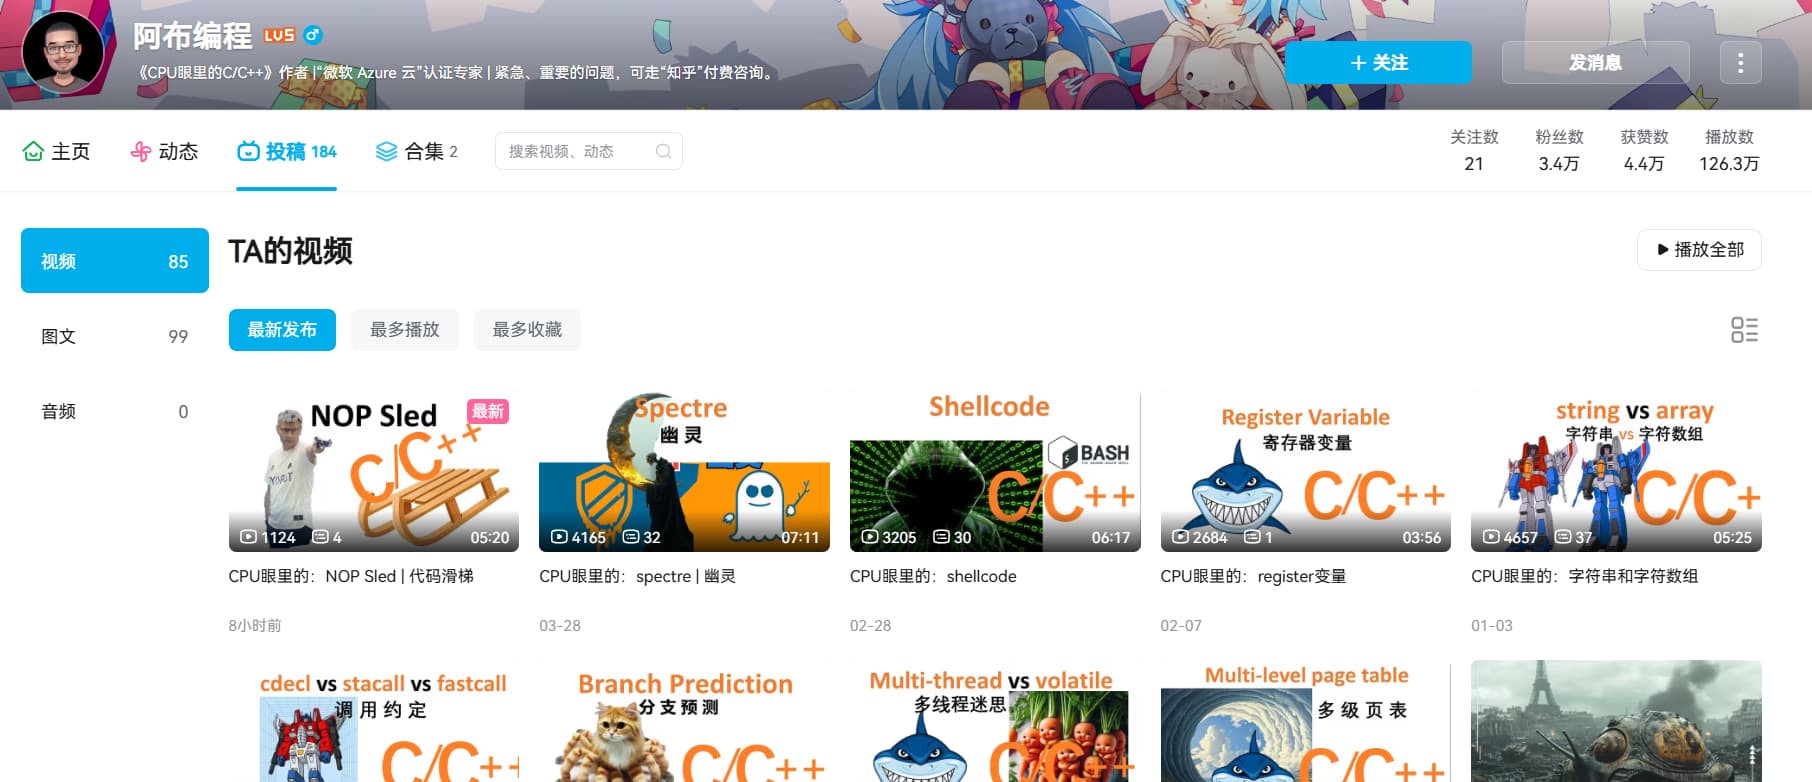 阿布编程 LV5
《CPU眼里的C/C++》作者 |“微软 Azure 云”认证专家 | 紧急、重要的问题，可走“知乎”付费咨询。
+ 关注
发消息
主页
动态
投稿 184
合集 2
搜索视频、动态
关注数 粉丝数 获赞数 播放数
21 3.4万 4.4万 126.3万
视频 85
图文 99
音频 0
TA的视频
播放全部
最新发布 最多播放 最多收藏
NOP Sled
最新
C/C++
1124 4 05:20
CPU眼里的：NOP Sled | 代码滑梯
8小时前
Spectre
幽灵
4165 32 07:11
CPU眼里的：spectre | 幽灵
03-28
Shellcode
BASH
C/C++
3205 30 06:17
CPU眼里的：shellcode
02-28
Register Variable
寄存器变量
C/C++
2684 1 03:56
CPU眼里的：register变量
02-07
string vs array
字符串 vs 字符数组
C/C+
4657 37 05:25
CPU眼里的：字符串和字符数组
01-03
cdecl vs stacall vs fastcall
调用约定
C/C++
Branch Prediction
分支预测
C/C++
Multi-thread vs volatile
多线程迷思
C/C++
Multi-level page table
多级页表
C/C++